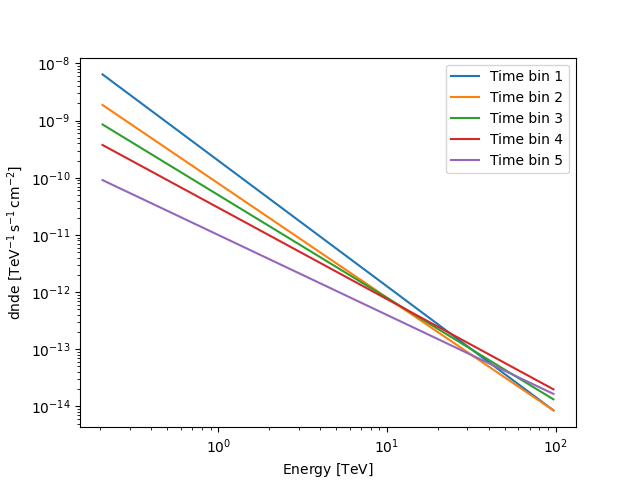 10⁻⁸
10⁻⁹
10⁻¹⁰
10⁻¹¹
10⁻¹²
10⁻¹³
10⁻¹⁴
dnde [TeV⁻¹ s⁻¹ cm⁻²]
Time bin 1
Time bin 2
Time bin 3
Time bin 4
Time bin 5
10⁰
10¹
10²
Energy [TeV]